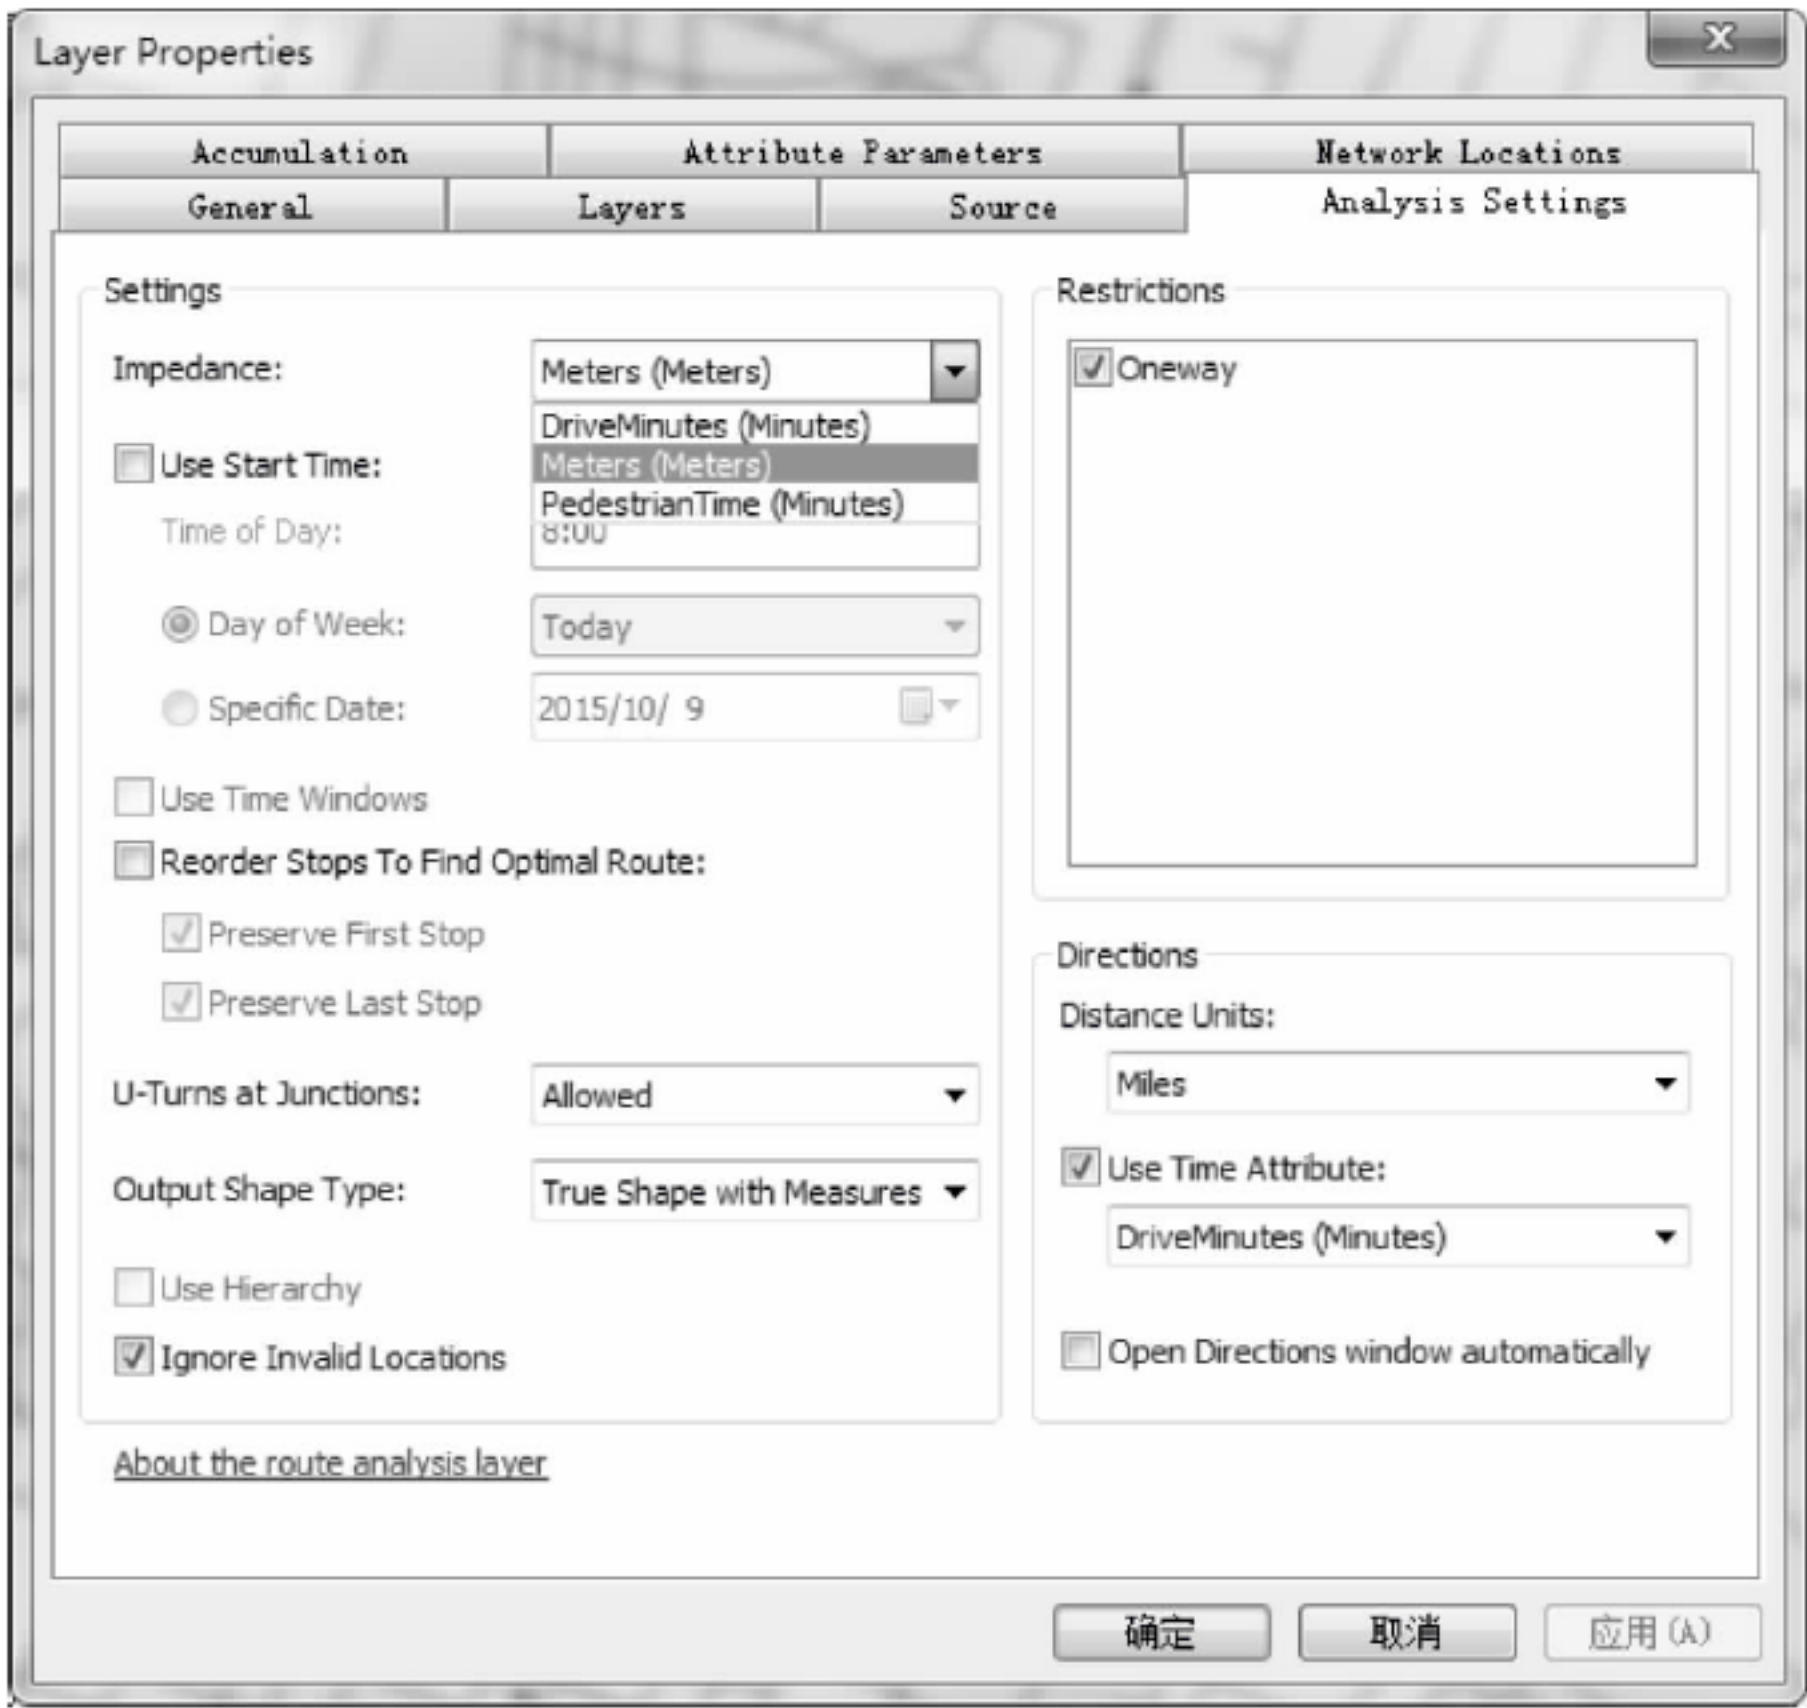 Layer Properties
Accumulation Attribute Parameters Network Locations
General Layers Source Analysis Settings
Settings
Impedance: Meters (Meters)
DriveMinutes (Minutes)
Meters (Meters)
PedestrianTime (Minutes)
Use Start Time:
Time of Day: 8:00
Day of Week: Today
Specific Date: 2015/10/ 9
Use Time Windows
Reorder Stops To Find Optimal Route:
Preserve First Stop
Preserve Last Stop
U-Turns at Junctions: Allowed
Output Shape Type: True Shape with Measures
Use Hierarchy
Ignore Invalid Locations
About the route analysis layer
Restrictions
Oneway
Directions
Distance Units:
Miles
Use Time Attribute:
DriveMinutes (Minutes)
Open Directions window automatically
确定 取消 应用(A)